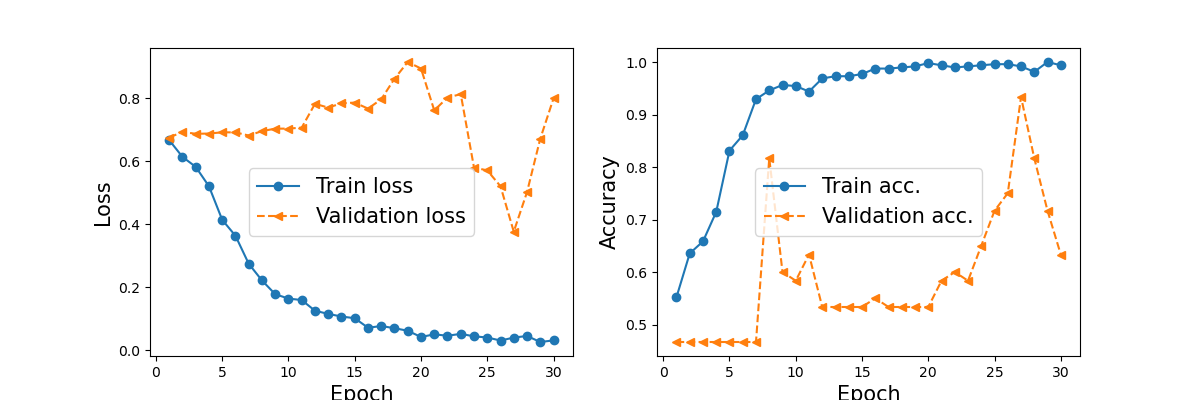 0.8
0.6
0.4
0.2
0.0
Loss
Train loss
Validation loss
0 5 10 15 20 25 30
Epoch
1.0
0.9
0.8
0.7
0.6
0.5
Accuracy
Train acc.
Validation acc.
0 5 10 15 20 25 30
Epoch